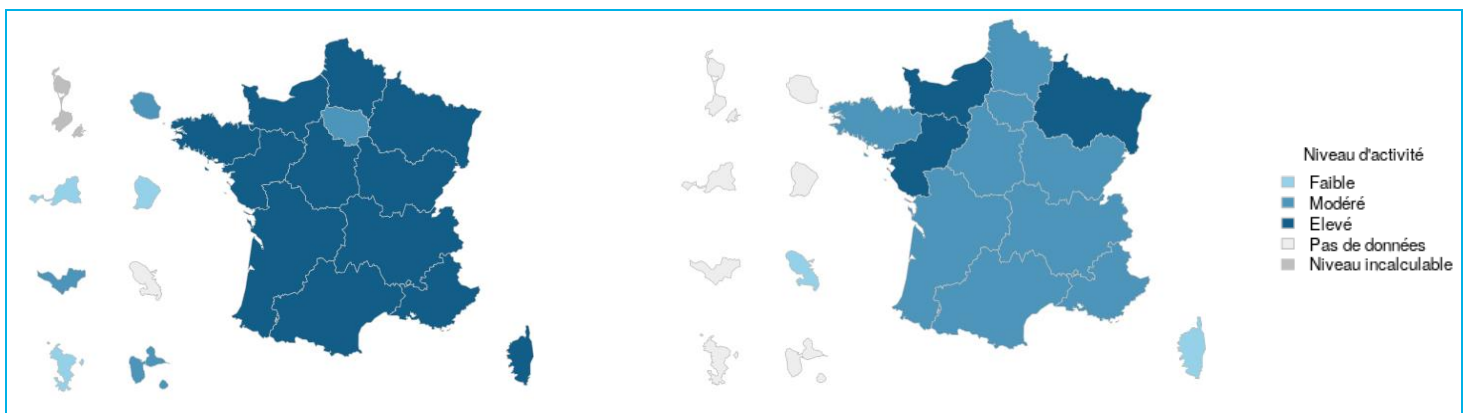 Niveau d'activité
Faible
Modéré
Elevé
Pas de données
Niveau incalculable